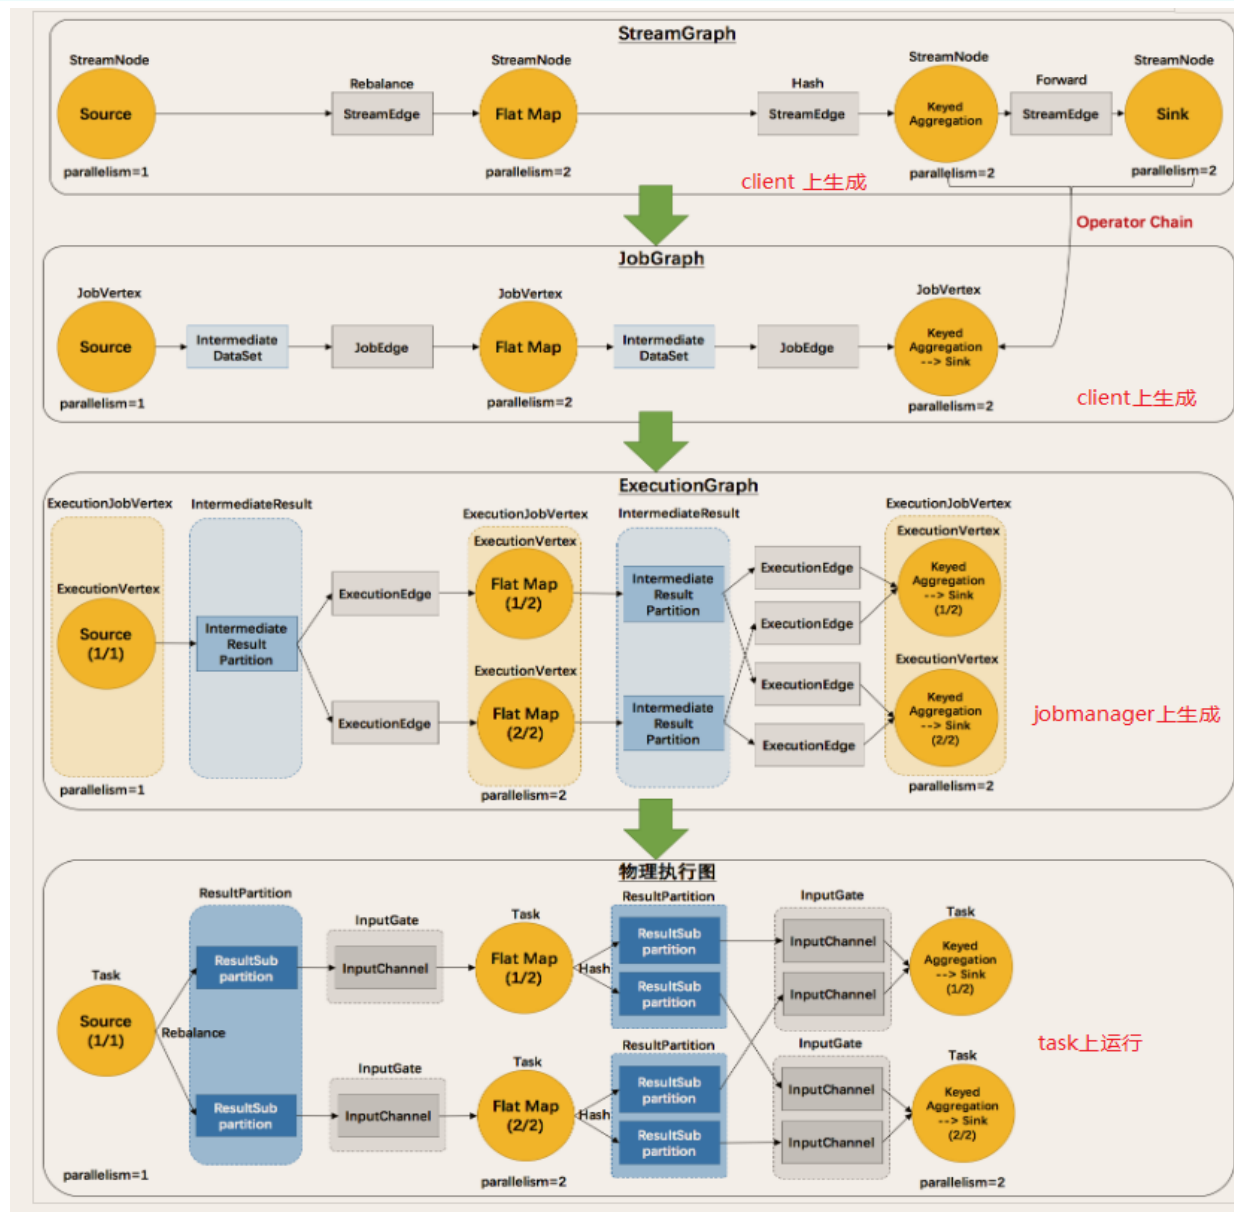 StreamGraph
StreamNode
StreamNode
StreamNode
StreamNode
Rebalance
Hash
Forward
Source
StreamEdge
Flat Map
StreamEdge
Keyed
Aggregation
StreamEdge
Sink
parallelism=1
parallelism=2
parallelism=2
parallelism=2
client 上生成
Operator Chain
JobGraph
JobVertex
JobVertex
JobVertex
Source
Intermediate
DataSet
JobEdge
Flat Map
Intermediate
DataSet
JobEdge
Keyed
Aggregation
--> Sink
parallelism=1
parallelism=2
parallelism=2
client上生成
ExecutionGraph
ExecutionJobVertex
IntermediateResult
ExecutionJobVertex
IntermediateResult
ExecutionJobVertex
ExecutionVertex
Source
(1/1)
Intermediate
Result
Partition
ExecutionEdge
ExecutionEdge
ExecutionVertex
Flat Map
(1/2)
ExecutionVertex
Flat Map
(2/2)
Intermediate
Result
Partition
Intermediate
Result
Partition
ExecutionEdge
ExecutionEdge
ExecutionEdge
ExecutionEdge
ExecutionVertex
Keyed
Aggregation
--> Sink
(1/2)
ExecutionVertex
Keyed
Aggregation
--> Sink
(2/2)
jobmanager上生成
parallelism=1
parallelism=2
parallelism=2
物理执行图
ResultPartition
InputGate
Task
ResultPartition
InputGate
Task
Task
Source
(1/1)
Rebalance
ResultSub
partition
ResultSub
partition
InputChannel
InputGate
InputChannel
Flat Map
(1/2)
Hash
Task
Flat Map
(2/2)
Hash
ResultSub
partition
ResultSub
partition
ResultPartition
ResultSub
partition
ResultSub
partition
InputChannel
InputChannel
InputGate
InputChannel
InputChannel
Keyed
Aggregation
--> Sink
(1/2)
Task
Keyed
Aggregation
--> Sink
(2/2)
task上运行
parallelism=1
parallelism=2
parallelism=2